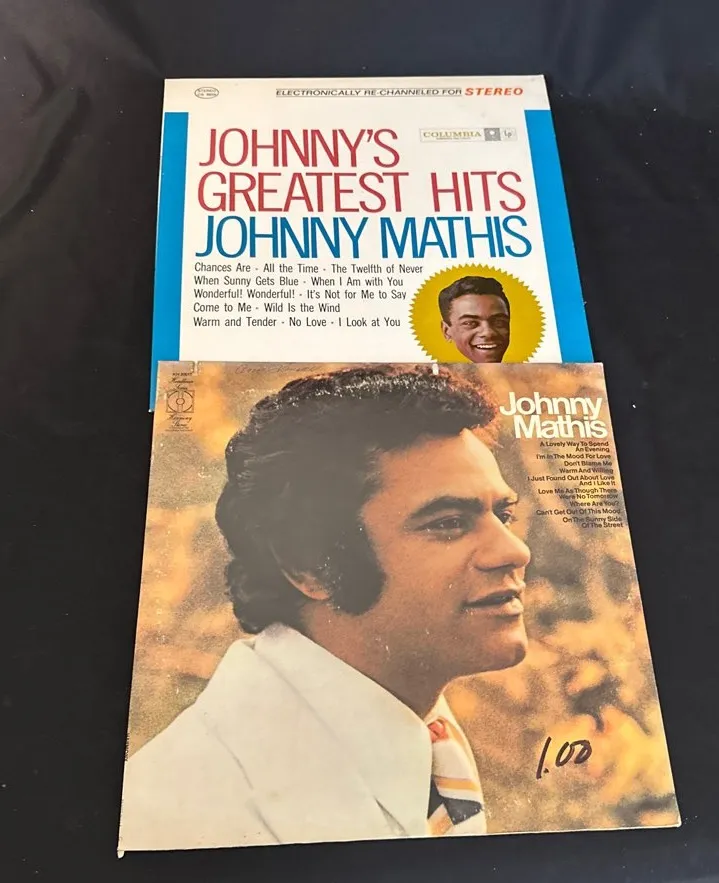 STEREO
ELECTRONICALLY RE-CHANNELED FOR STEREO
COLUMBIA
Lp
JOHNNY'S
GREATEST HITS
JOHNNY MATHIS
Chances Are - All the Time - The Twelfth of Never
When Sunny Gets Blue - When I Am with You
Wonderful! Wonderful! - It's Not for Me to Say
Come to Me - Wild Is the Wind
Warm and Tender - No Love - I Look at You
Johnny
Mathis
A Lovely Way To Spend
An Evening
I'm In The Mood For Love
Don't Blame Me
Warm And Willing
I Just Found Out About Love
And I Like It
Love Me As Though There
Were No Tomorrow
Where Are You?
Can't Get Out Of This Mood
On The Sunny Side
Of The Street
1.00